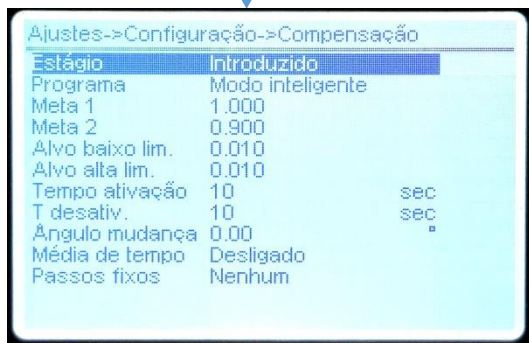 Ajustes->Configuração->Compensação
Estágio Introduzido
Programa Modo inteligente
Meta 1 1.000
Meta 2 0.900
Alvo baixo lim. 0.010
Alvo alta lim. 0.010
Tempo ativação 10 sec
T desativ. 10 sec
Ângulo mudança 0.00 °
Média de tempo Desligado
Passos fixos Nenhum